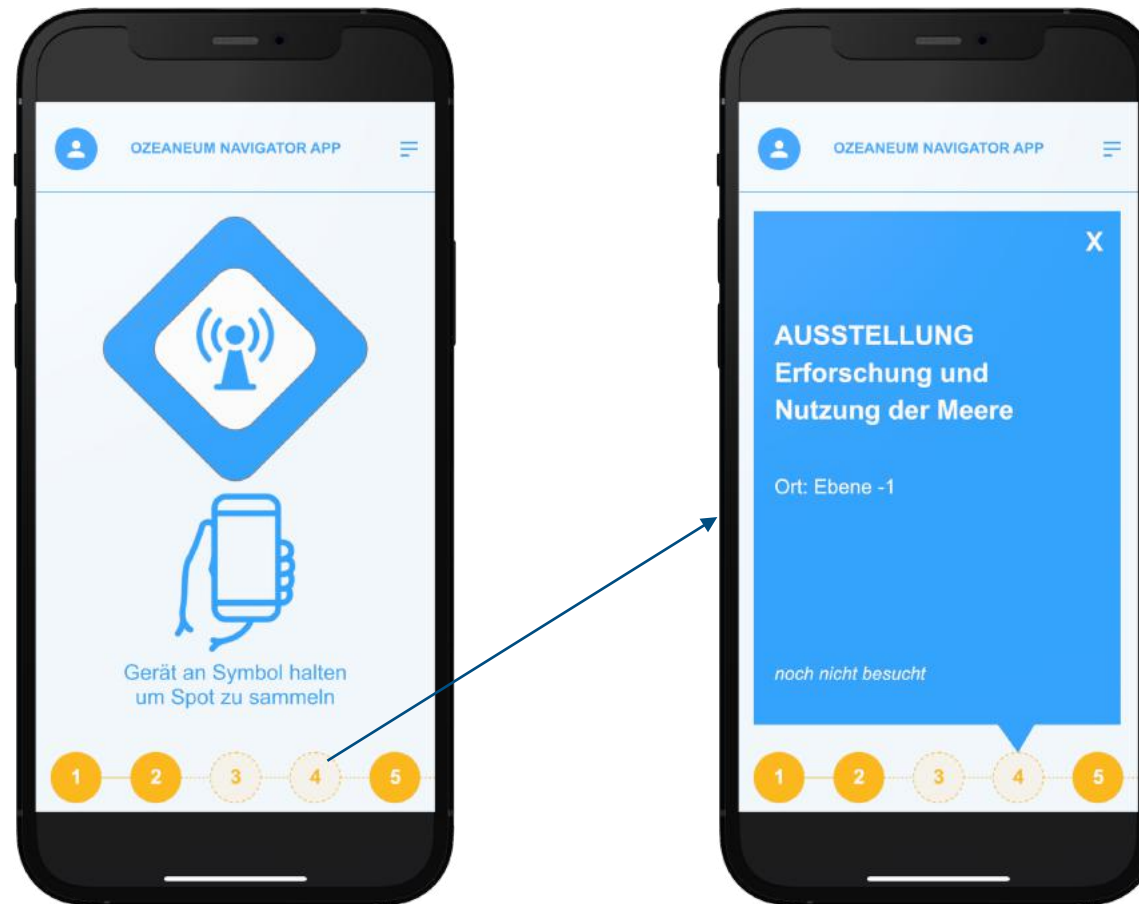 OZEANEUM NAVIGATOR APP
Gerät an Symbol halten
um Spot zu sammeln
1 2 3 4 5
OZEANEUM NAVIGATOR APP
X
AUSSTELLUNG
Erforschung und
Nutzung der Meere
Ort: Ebene -1
noch nicht besucht
1 2 3 4 5